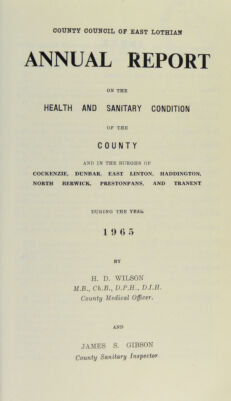 COUNTY COUNCIL OF EAST LOTHIAN
ANNUAL REPORT
ON THE
HEALTH AND SANITARY CONDITION
OF THE
COUNTY
AND IN THE BURGHS OF
COCKENZIE, DUNBAR, EAST LINTON, HADDINGTON,
NORTH BERWICK, PRESTONPANS, AND TRANENT
DURING THE YEAR
1965
BY
H. D. WILSON
M.B., Ch.B., D.P.H., D.I.H.
County Medical Officer.
AND
JAMES S. GIBSON
County Sanitary Inspector